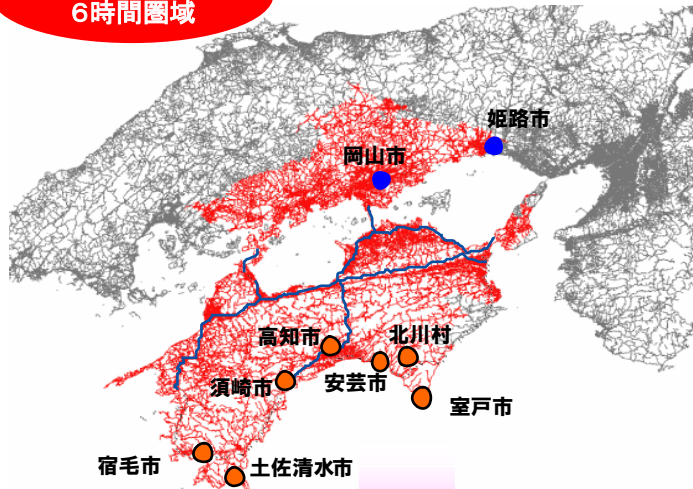 6時間圏域
姫路市
岡山市
高知市
北川村
須崎市
安芸市
室戸市
宿毛市
土佐清水市